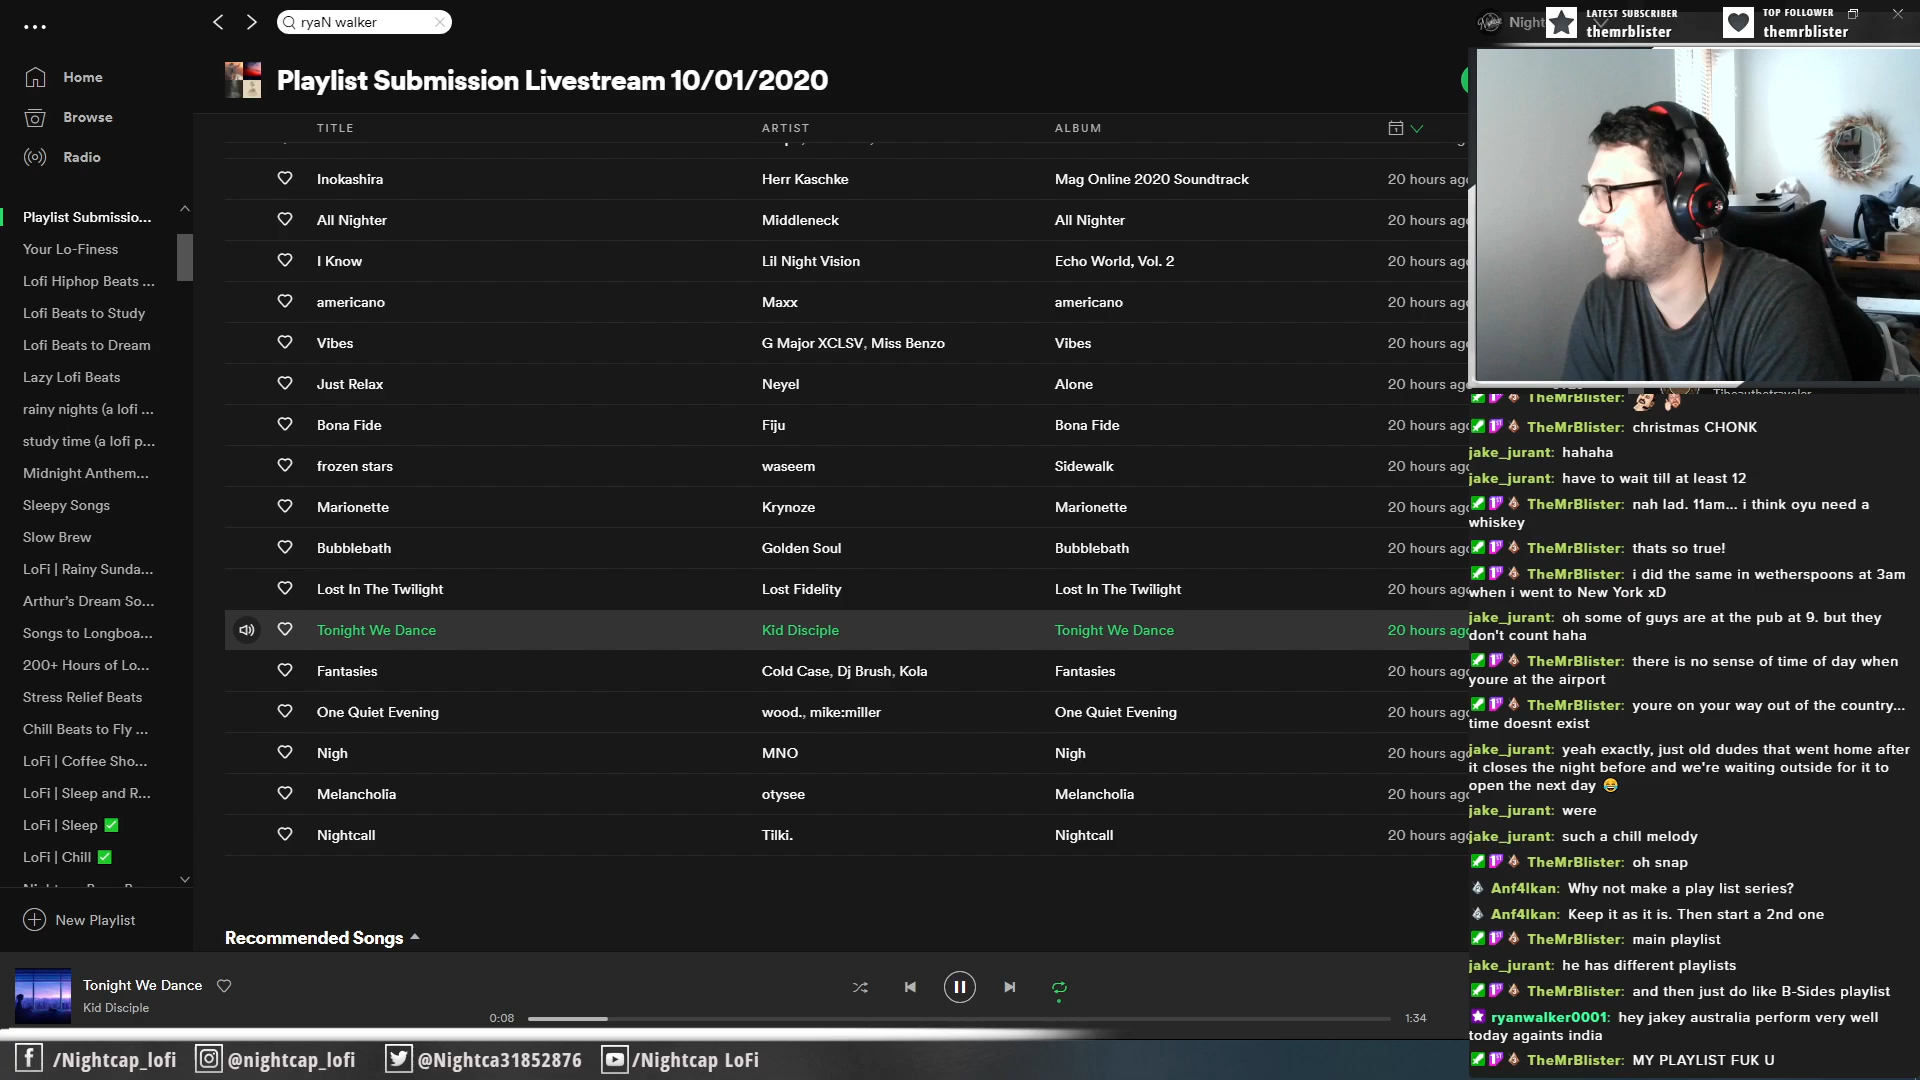 ryaN walker
Night
LATEST SUBSCRIBER
themrblister
TOP FOLLOWER
themrblister
Home
Browse
Radio
Playlist Submissio...
Your Lo-Finess
Lofi Hiphop Beats ...
Lofi Beats to Study
Lofi Beats to Dream
Lazy Lofi Beats
rainy nights (a lofi ...
study time (a lofi p...
Midnight Anthem...
Sleepy Songs
Slow Brew
LoFi | Rainy Sunda...
Arthur's Dream So...
Songs to Longboa...
200+ Hours of Lo...
Stress Relief Beats
Chill Beats to Fly ...
LoFi | Coffee Sho...
LoFi | Sleep and R...
LoFi | Sleep ✅
LoFi | Chill ✅
New Playlist
Playlist Submission Livestream 10/01/2020
TITLE ARTIST ALBUM
Inokashira Herr Kaschke Mag Online 2020 Soundtrack 20 hours ago
All Nighter Middleneck All Nighter 20 hours ago
I Know Lil Night Vision Echo World, Vol. 2 20 hours ago
americano Maxx americano 20 hours ago
Vibes G Major XCLSV, Miss Benzo Vibes 20 hours ago
Just Relax Neyel Alone 20 hours ago
Bona Fide Fiju Bona Fide 20 hours ago
frozen stars waseem Sidewalk 20 hours ago
Marionette Krynoze Marionette 20 hours ago
Bubblebath Golden Soul Bubblebath 20 hours ago
Lost In The Twilight Lost Fidelity Lost In The Twilight 20 hours ago
Tonight We Dance Kid Disciple Tonight We Dance 20 hours ago
Fantasies Cold Case, Dj Brush, Kola Fantasies 20 hours ago
One Quiet Evening wood., mike:miller One Quiet Evening 20 hours ago
Nigh MNO Nigh 20 hours ago
Melancholia otysee Melancholia 20 hours ago
Nightcall Tilki. Nightcall 20 hours ago
Recommended Songs
TheMrBlister:
TheMrBlister: christmas CHONK
jake_jurant: hahaha
jake_jurant: have to wait till at least 12
TheMrBlister: nah lad. 11am... i think oyu need a
whiskey
TheMrBlister: thats so true!
TheMrBlister: i did the same in wetherspoons at 3am
when i went to New York xD
jake_jurant: oh some of guys are at the pub at 9. but they
don't count haha
TheMrBlister: there is no sense of time of day when
youre at the airport
TheMrBlister: youre on your way out of the country...
time doesnt exist
jake_jurant: yeah exactly, just old dudes that went home after
it closes the night before and we're waiting outside for it to
open the next day 😂
jake_jurant: were
jake_jurant: such a chill melody
TheMrBlister: oh snap
Anf4lkan: Why not make a play list series?
Anf4lkan: Keep it as it is. Then start a 2nd one
TheMrBlister: main playlist
jake_jurant: he has different playlists
TheMrBlister: and then just do like B-Sides playlist
ryanwalker0001: hey jakey australia perform very well
today againts india
TheMrBlister: MY PLAYLIST FUK U
Tonight We Dance
Kid Disciple
0:08 1:34
/Nightcap_lofi @nightcap_lofi @Nightca31852876 /Nightcap LoFi